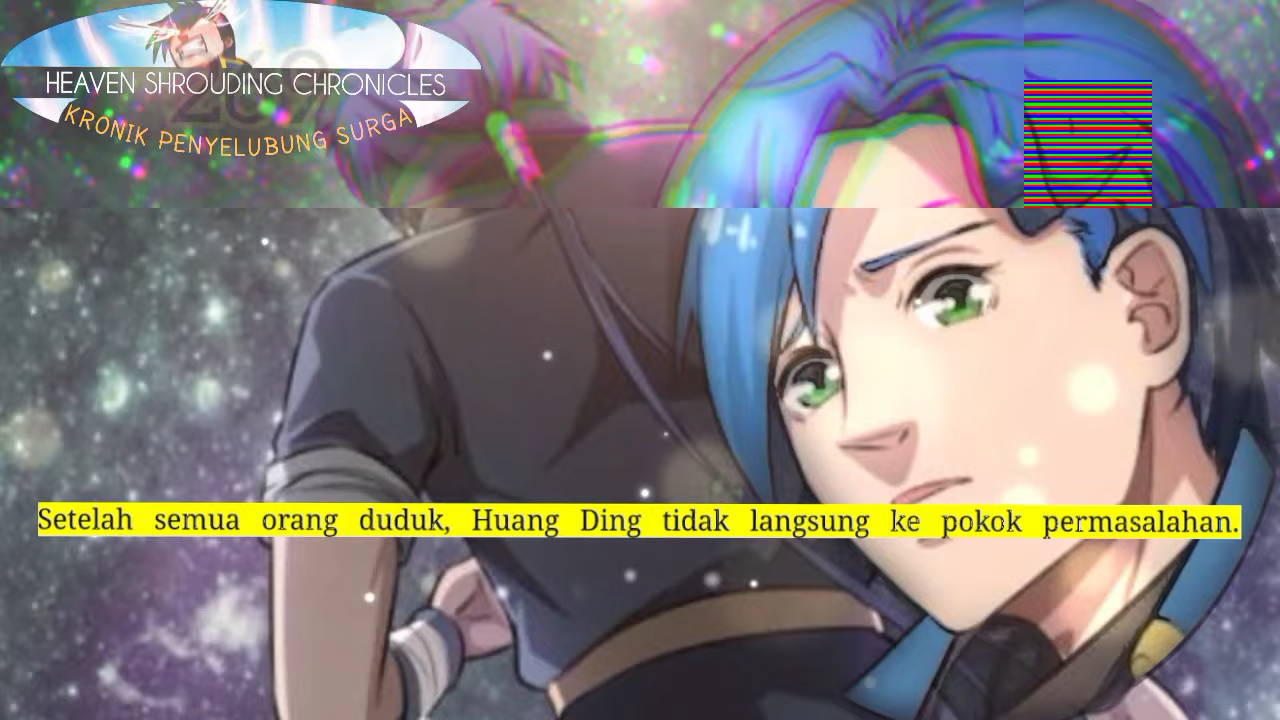 HEAVEN SHROUDING CHRONICLES
KRONIK PENYELUBUNG SURGA
Setelah semua orang duduk, Huang Ding tidak langsung ke pokok permasalahan.